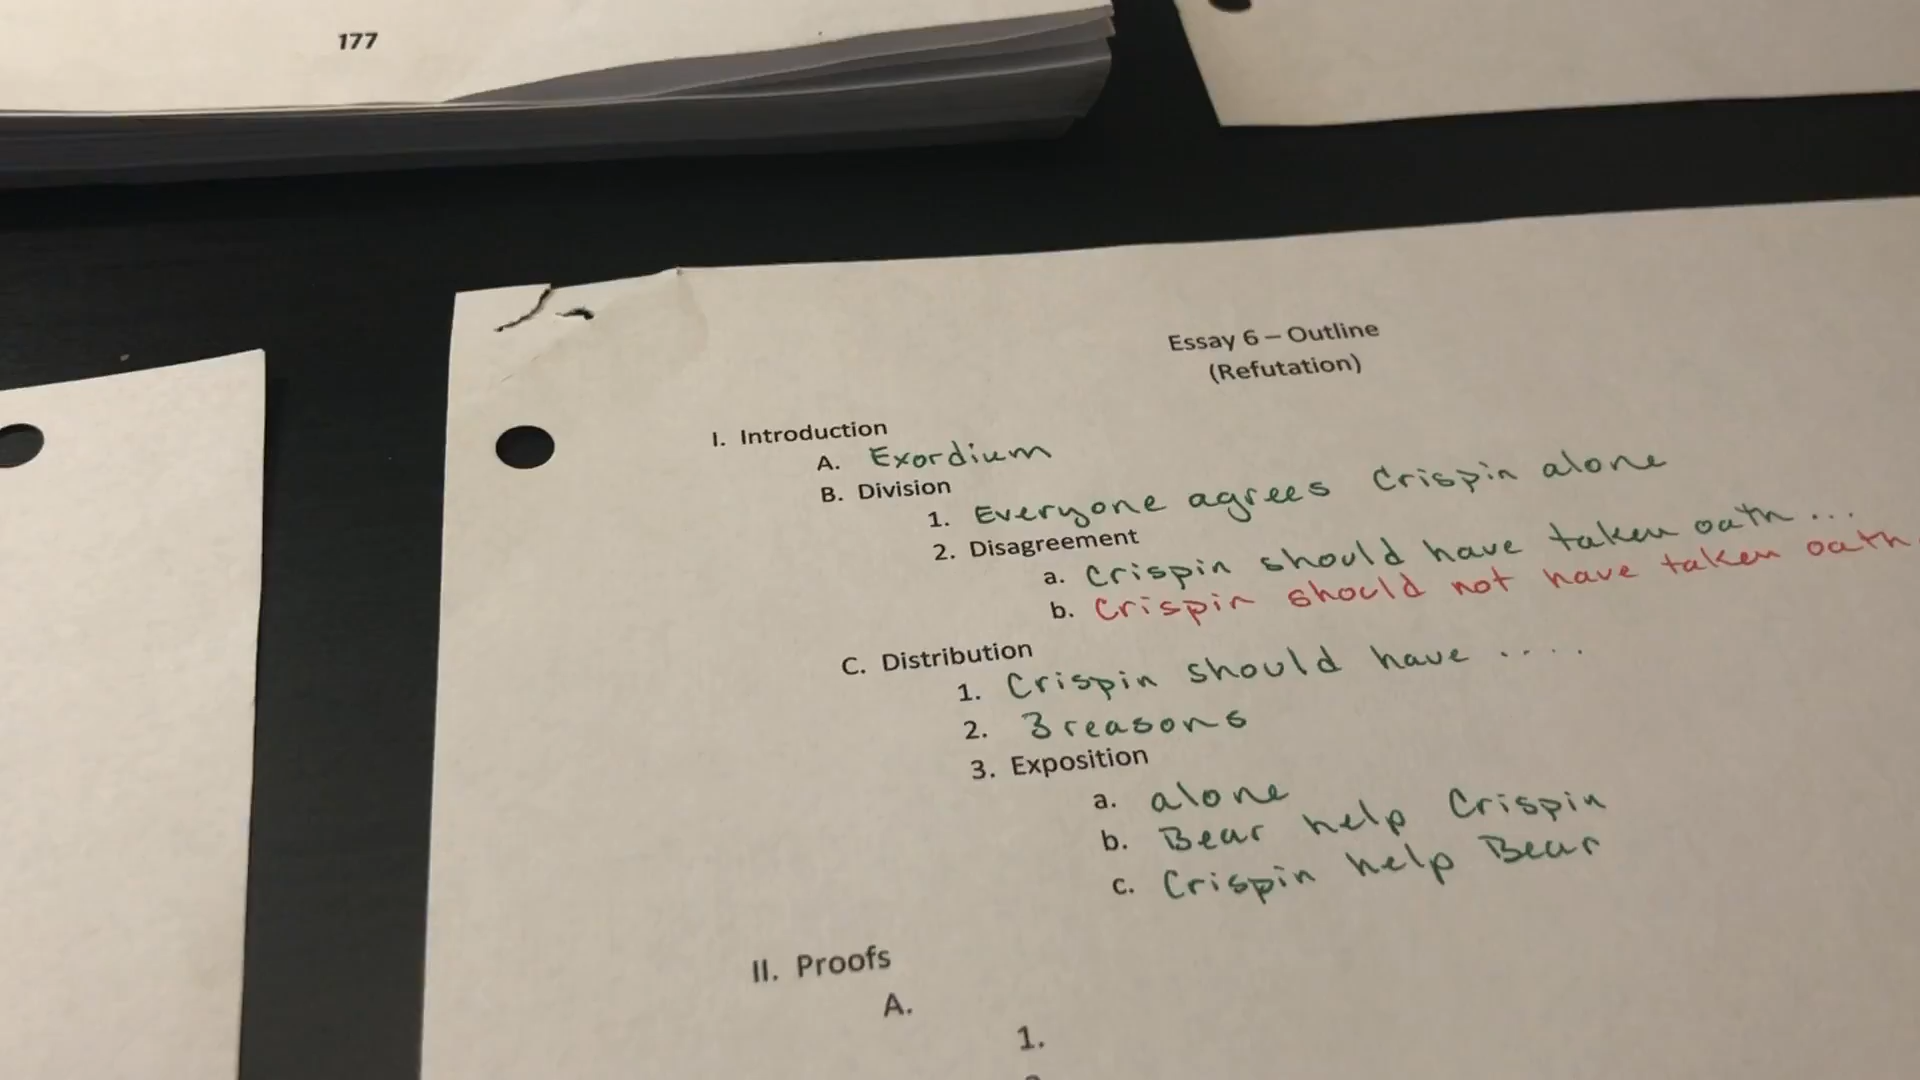 177
Essay 6 – Outline
(Refutation)
I. Introduction
A. Exordium
B. Division
1. Everyone agrees Crispin alone
2. Disagreement
a. Crispin should have taken oath ...
b. Crispin should not have taken oath
C. Distribution
1. Crispin should have ....
2. 3 reasons
3. Exposition
a. alone
b. Bear help Crispin
c. Crispin help Bear
II. Proofs
A.
1.